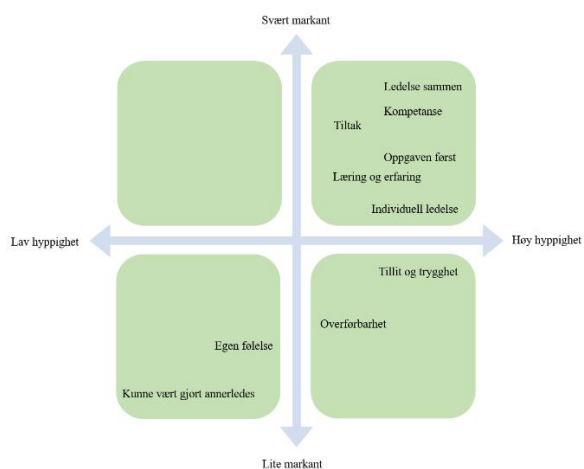 Svært markant
Ledelse sammen
Kompetanse
Tiltak
Oppgaven først
Læring og erfaring
Individuell ledelse
Lav hyppighet
Høy hyppighet
Tillit og trygghet
Overførbarhet
Egen følelse
Kunne vært gjort annerledes
Lite markant